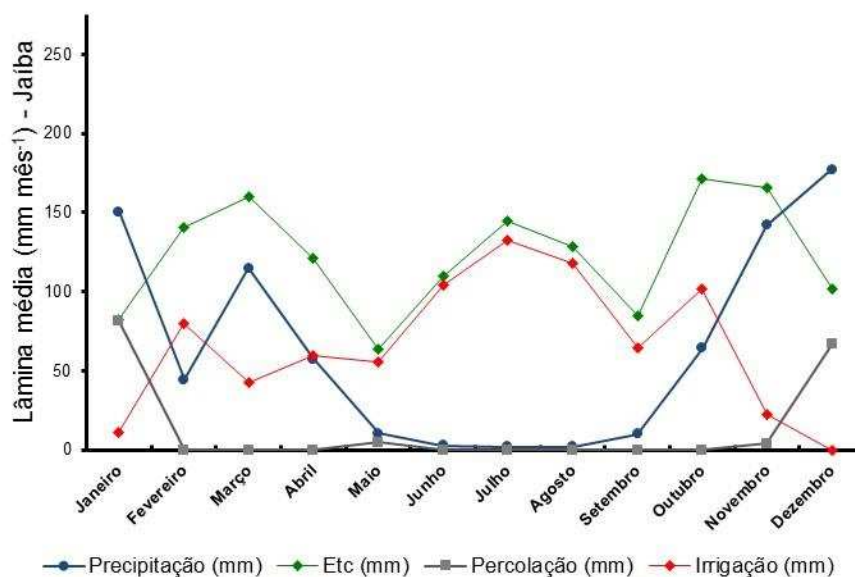 Lâmina média (mm mês-¹) - Jaíba
250
200
150
100
50
0
Janeiro
Fevereiro
Março
Abril
Maio
Junho
Julho
Agosto
Setembro
Outubro
Novembro
Dezembro
Precipitação (mm) Etc (mm) Percolação (mm) Irrigação (mm)